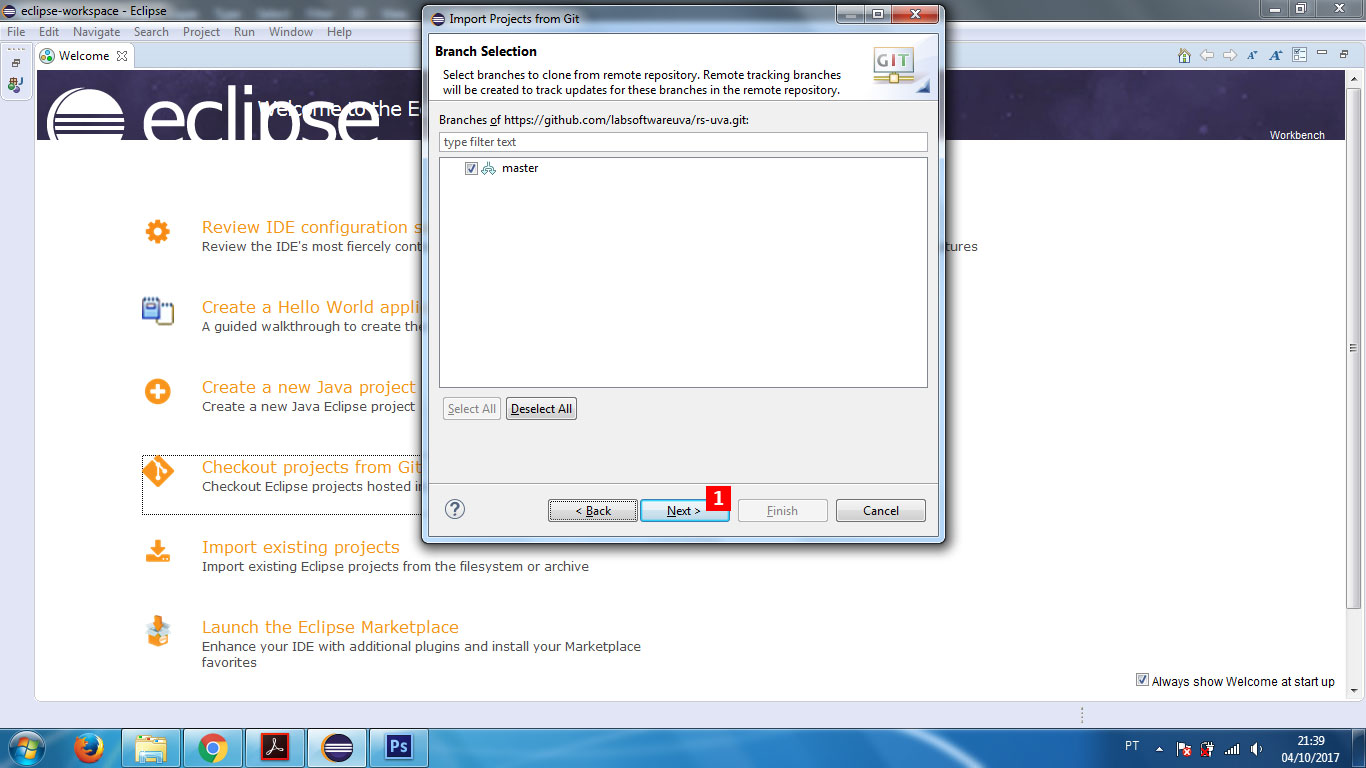 eclipse-workspace - Eclipse
File Edit Navigate Search Project Run Window Help
Welcome
eclipse
Welcome to the E
Workbench
Review IDE configuration s
Review the IDE's most fiercely cont
tures
Create a Hello World appli
A guided walkthrough to create the
Create a new Java project
Create a new Java Eclipse project
Checkout projects from Git
Checkout Eclipse projects hosted in
Import existing projects
Import existing Eclipse projects from the filesystem or archive
Launch the Eclipse Marketplace
Enhance your IDE with additional plugins and install your Marketplace
favorites
Always show Welcome at start up
Import Projects from Git
Branch Selection
Select branches to clone from remote repository. Remote tracking branches
will be created to track updates for these branches in the remote repository.
GIT
Branches of https://github.com/labsoftwareuva/rs-uva.git:
type filter text
master
Select All Deselect All
1
? < Back Next > Finish Cancel
Ps
PT
21:39
04/10/2017